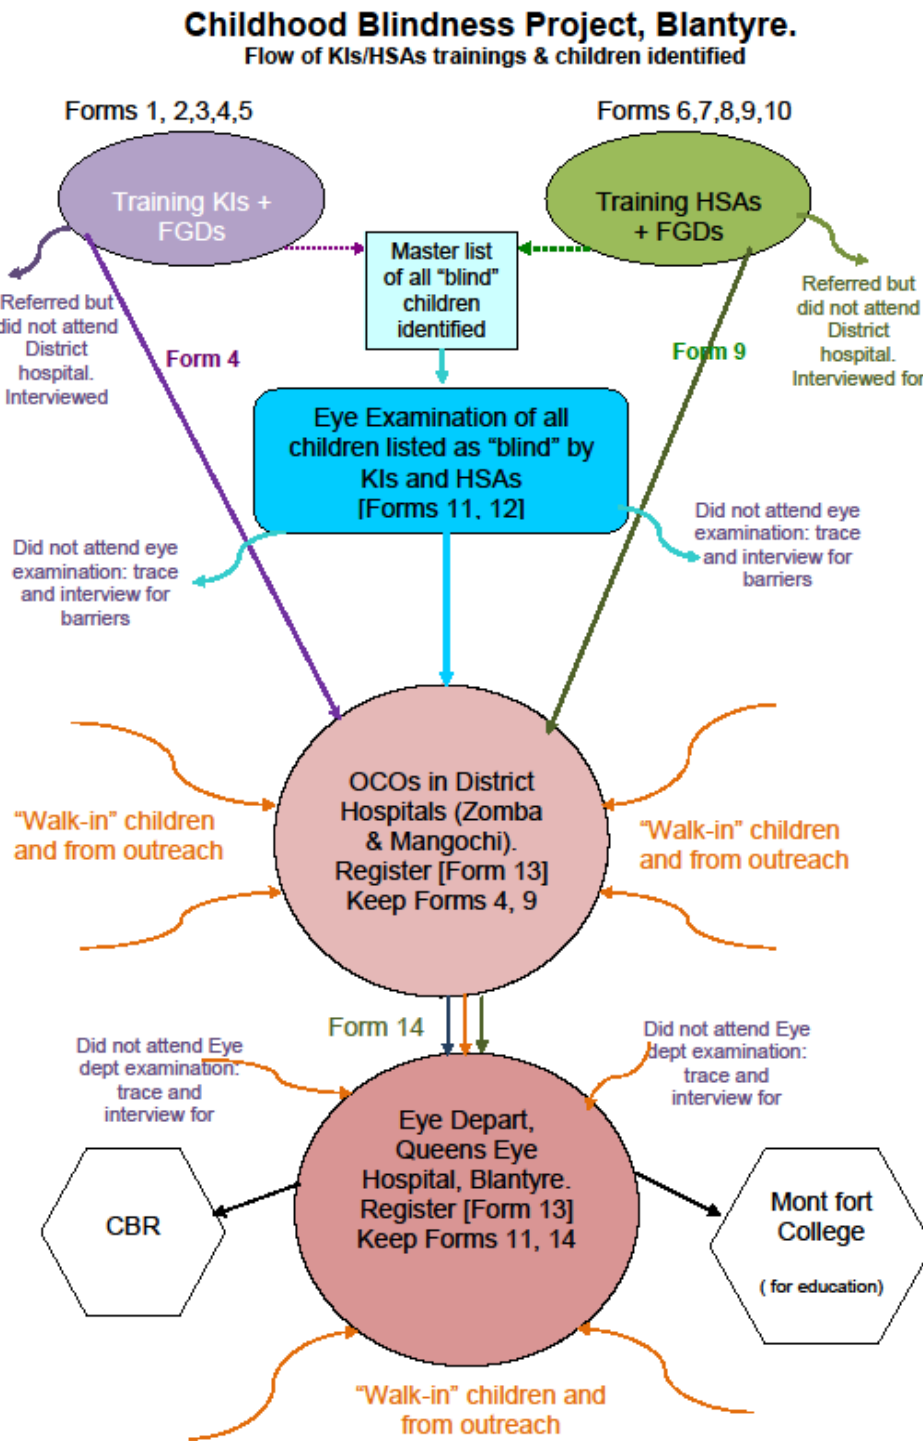 Childhood Blindness Project, Blantyre.
Flow of KIs/HSAs trainings & children identified
Forms 1, 2,3,4,5
Forms 6,7,8,9,10
Training KIs +
FGDs
Training HSAs
+ FGDs
Master list
of all “blind”
children
identified
Referred but
did not attend
District
hospital.
Interviewed
Referred but
did not attend
District
hospital.
Interviewed for
Form 4
Form 9
Eye Examination of all
children listed as “blind” by
KIs and HSAs
[Forms 11, 12]
Did not attend eye
examination: trace
and interview for
barriers
Did not attend eye
examination: trace
and interview for
barriers
OCOs in District
Hospitals (Zomba
& Mangochi).
Register [Form 13]
Keep Forms 4, 9
“Walk-in” children
and from outreach
“Walk-in” children
and from outreach
Form 14
Did not attend Eye
dept examination:
trace and
interview for
Did not attend Eye
dept examination:
trace and
interview for
Eye Depart,
Queens Eye
Hospital, Blantyre.
Register [Form 13]
Keep Forms 11, 14
CBR
Mont fort
College
( for education)
“Walk-in” children and
from outreach